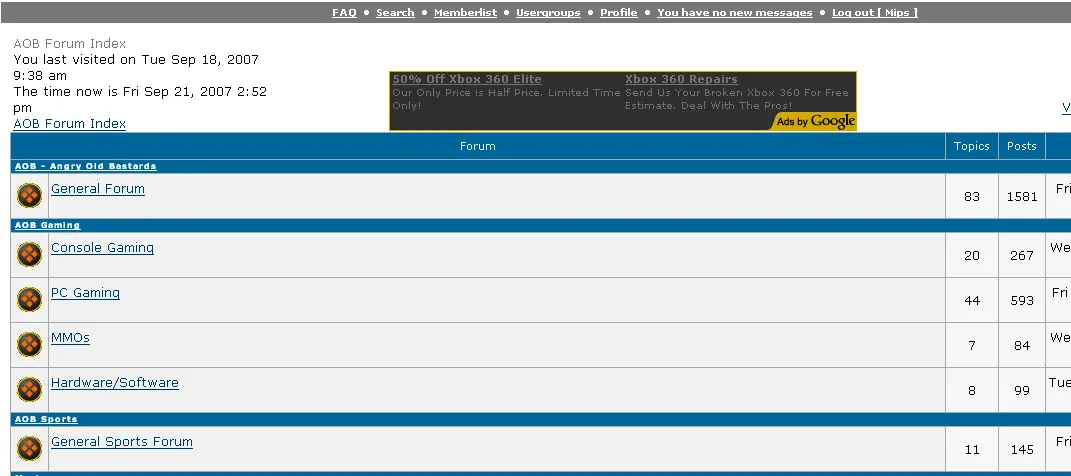 FAQ • Search • Memberlist • Usergroups • Profile • You have no new messages • Log out [ Mips ]
AOB Forum Index
You last visited on Tue Sep 18, 2007
9:38 am
The time now is Fri Sep 21, 2007 2:52
pm
AOB Forum Index
50% Off Xbox 360 Elite
Our Only Price is Half Price. Limited Time
Only!
Xbox 360 Repairs
Send Us Your Broken Xbox 360 For Free
Estimate. Deal With The Pros!
Ads by Google
V
Forum Topics Posts
AOB - Angry Old Bastards
General Forum 83 1581 Fri
AOB Gaming
Console Gaming 20 267 We
PC Gaming 44 593 Fri
MMOs 7 84 We
Hardware/Software 8 99 Tue
AOB Sports
General Sports Forum 11 145 Fri